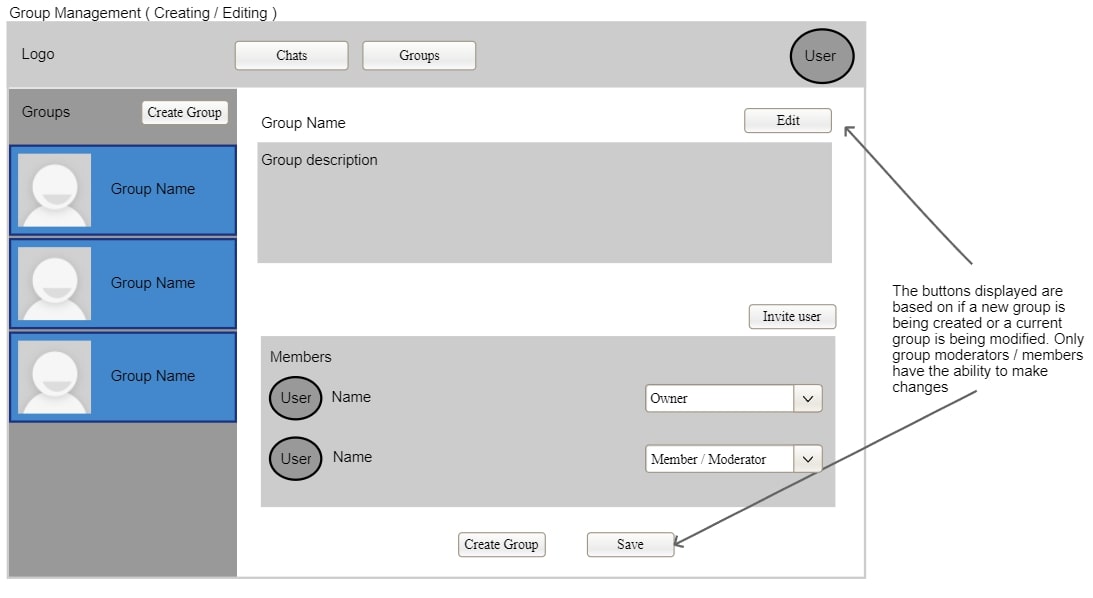 Group Management ( Creating / Editing )
Logo
Chats
Groups
User
Groups
Create Group
Group Name
Edit
Group description
Group Name
Group Name
Group Name
The buttons displayed are
based on if a new group is
being created or a current
group is being modified. Only
group moderators / members
have the ability to make
changes
Invite user
Members
User
Name
Owner
User
Name
Member / Moderator
Create Group
Save